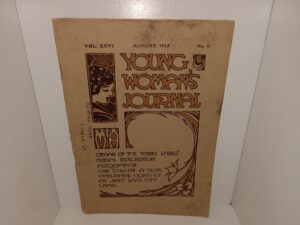 VOL. XXVI AUGUST, 1915 No. 8
YOUNG
WOMAN'S
JOURNAL
MIA
ORGAN OF THE YOUNG LADIES'
MUTUAL IMPROVEMENT
ASSOCIATION
ONE DOLLAR A YEAR
PUBLISHED MONTHLY
AT SALT LAKE CITY
UTAH